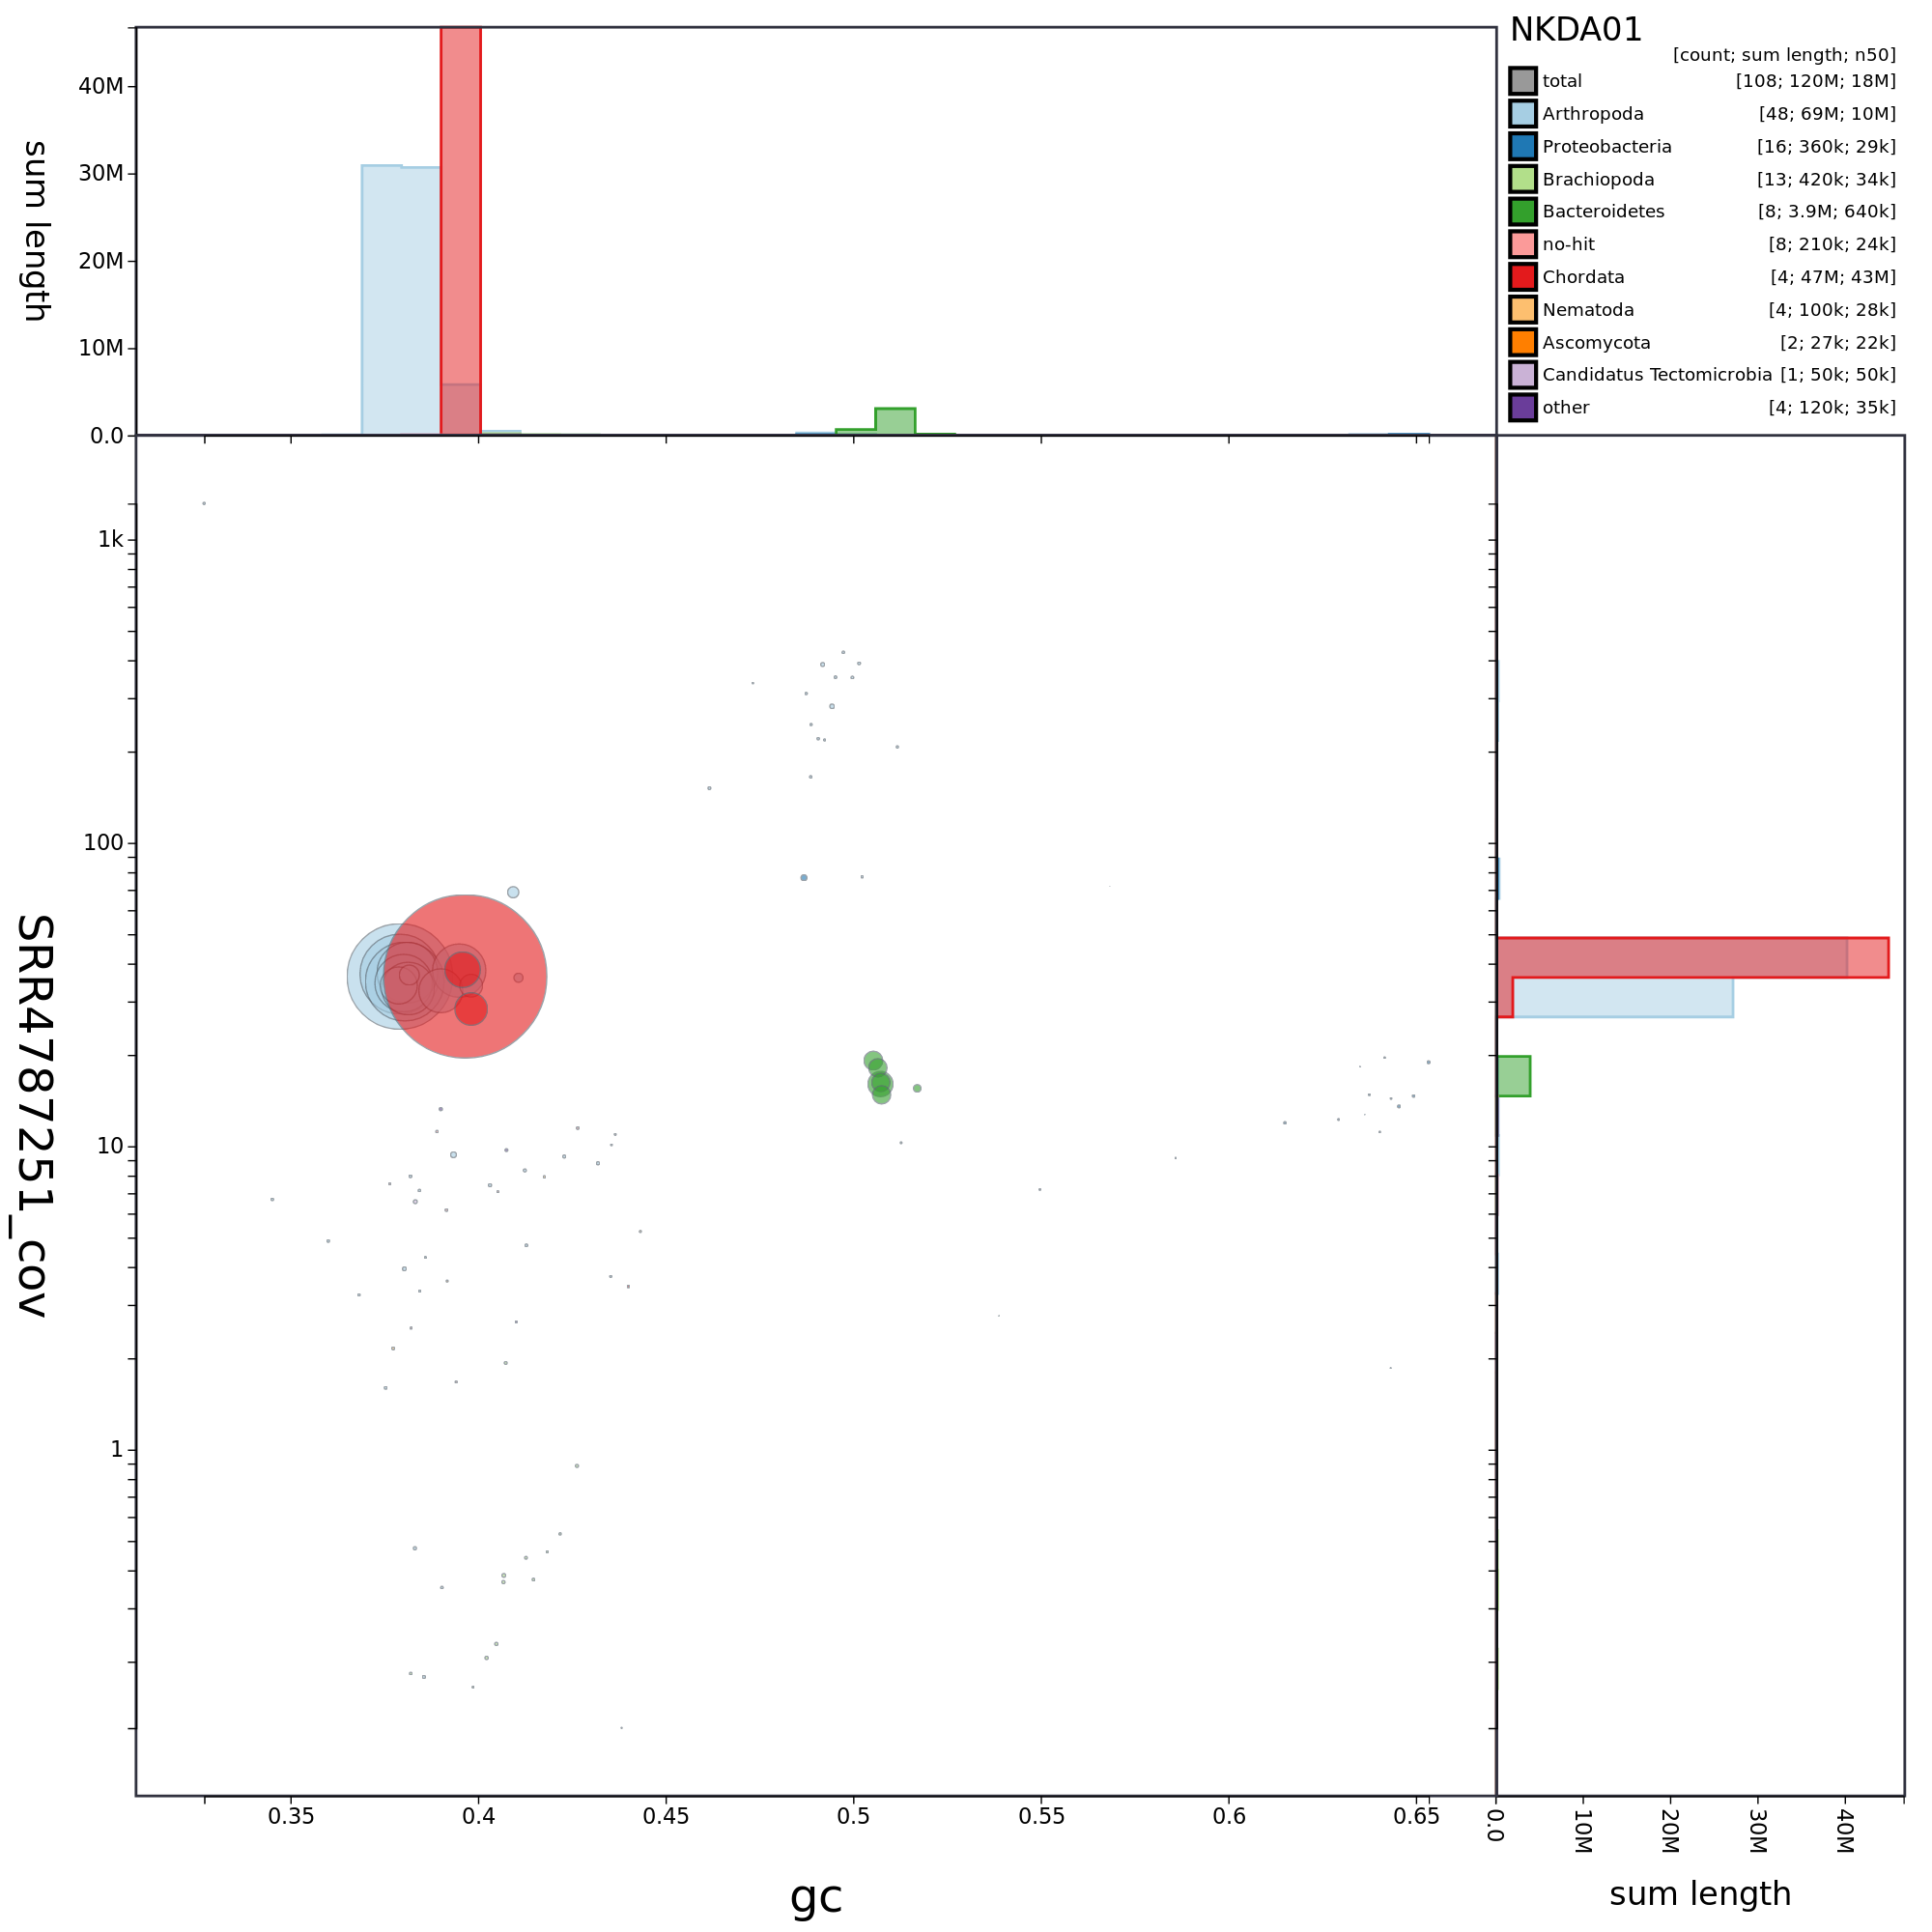 NKDA01
[count; sum length; n50]
total [108; 120M; 18M]
Arthropoda [48; 69M; 10M]
Proteobacteria [16; 360k; 29k]
Brachiopoda [13; 420k; 34k]
Bacteroidetes [8; 3.9M; 640k]
no-hit [8; 210k; 24k]
Chordata [4; 47M; 43M]
Nematoda [4; 100k; 28k]
Ascomycota [2; 27k; 22k]
Candidatus Tectomicrobia [1; 50k; 50k]
other [4; 120k; 35k]
sum length
40M
30M
20M
10M
0.0
SRR4787251_cov
1k
100
10
1
0.35 0.4 0.45 0.5 0.55 0.6 0.65
gc
0.0 10M 20M 30M 40M
sum length